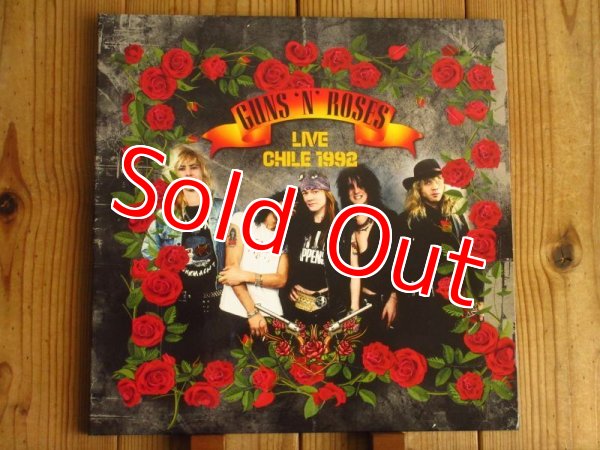 GUNS 'N' ROSES
LIVE
CHILE 1992
Sold Out